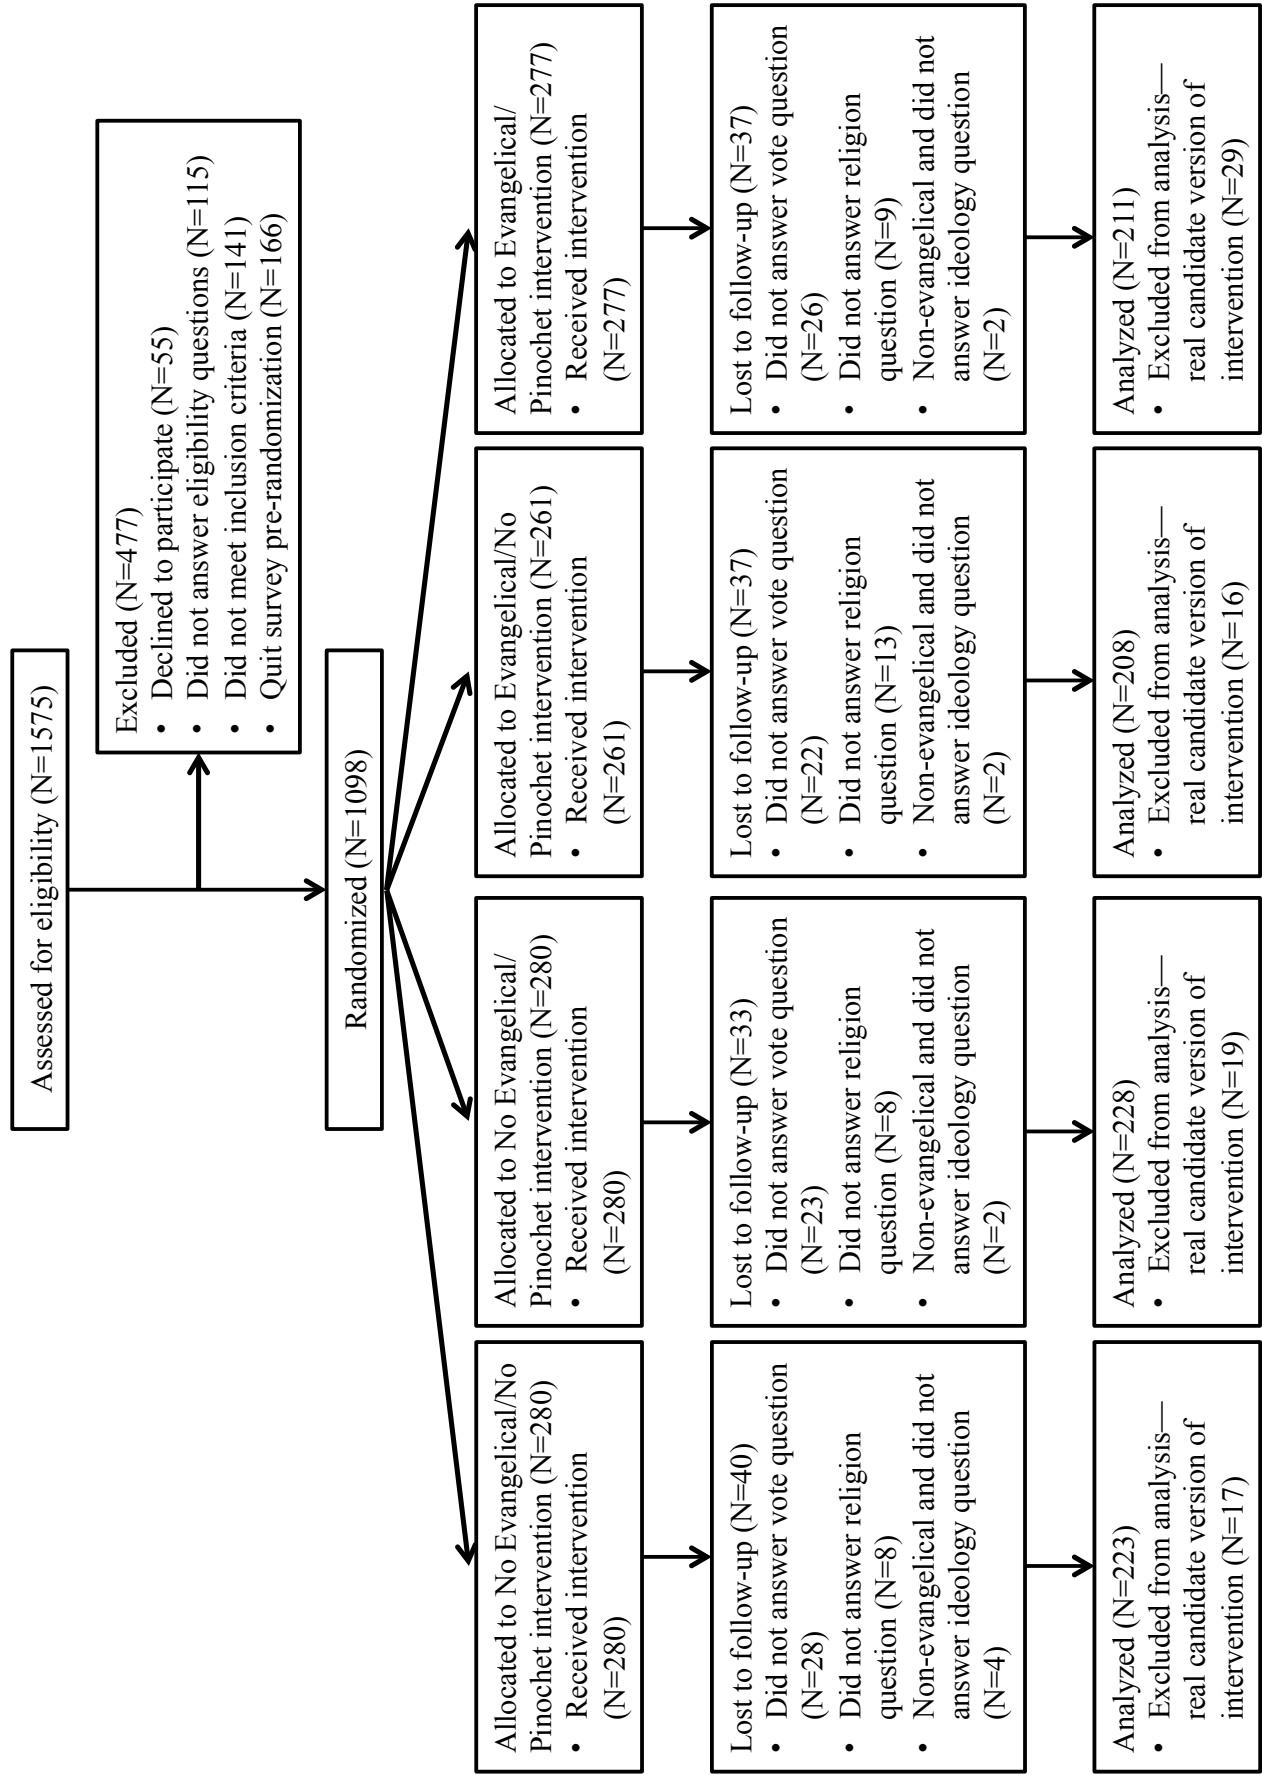 Assessed for eligibility (N=1575)
Excluded (N=477)
• Declined to participate (N=55)
• Did not answer eligibility questions (N=115)
• Did not meet inclusion criteria (N=141)
• Quit survey pre-randomization (N=166)
Randomized (N=1098)
Allocated to No Evangelical/No
Pinochet intervention (N=280)
• Received intervention
(N=280)
Allocated to No Evangelical/
Pinochet intervention (N=280)
• Received intervention
(N=280)
Allocated to Evangelical/No
Pinochet intervention (N=261)
• Received intervention
(N=261)
Allocated to Evangelical/
Pinochet intervention (N=277)
• Received intervention
(N=277)
Lost to follow-up (N=40)
• Did not answer vote question
(N=28)
• Did not answer religion
question (N=8)
• Non-evangelical and did not
answer ideology question
(N=4)
Lost to follow-up (N=33)
• Did not answer vote question
(N=23)
• Did not answer religion
question (N=8)
• Non-evangelical and did not
answer ideology question
(N=2)
Lost to follow-up (N=37)
• Did not answer vote question
(N=22)
• Did not answer religion
question (N=13)
• Non-evangelical and did not
answer ideology question
(N=2)
Lost to follow-up (N=37)
• Did not answer vote question
(N=26)
• Did not answer religion
question (N=9)
• Non-evangelical and did not
answer ideology question
(N=2)
Analyzed (N=223)
• Excluded from analysis—
real candidate version of
intervention (N=17)
Analyzed (N=228)
• Excluded from analysis—
real candidate version of
intervention (N=19)
Analyzed (N=208)
• Excluded from analysis—
real candidate version of
intervention (N=16)
Analyzed (N=211)
• Excluded from analysis—
real candidate version of
intervention (N=29)